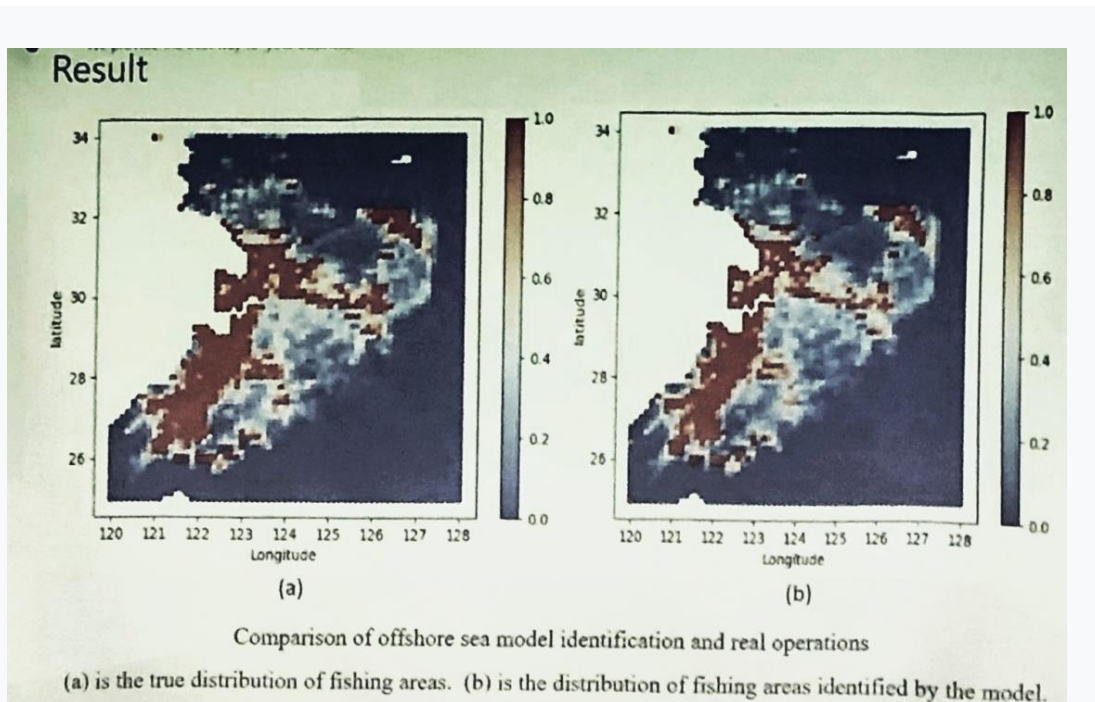 Result
34
32
30
28
26
latitude
120 121 122 123 124 125 126 127 128
Longitude
1.0
0.8
0.6
0.4
0.2
0.0
(a)
34
32
30
28
26
latitude
120 121 122 123 124 125 126 127 128
Longitude
1.0
0.8
0.6
0.4
0.2
0.0
(b)
Comparison of offshore sea model identification and real operations
(a) is the true distribution of fishing areas. (b) is the distribution of fishing areas identified by the model.